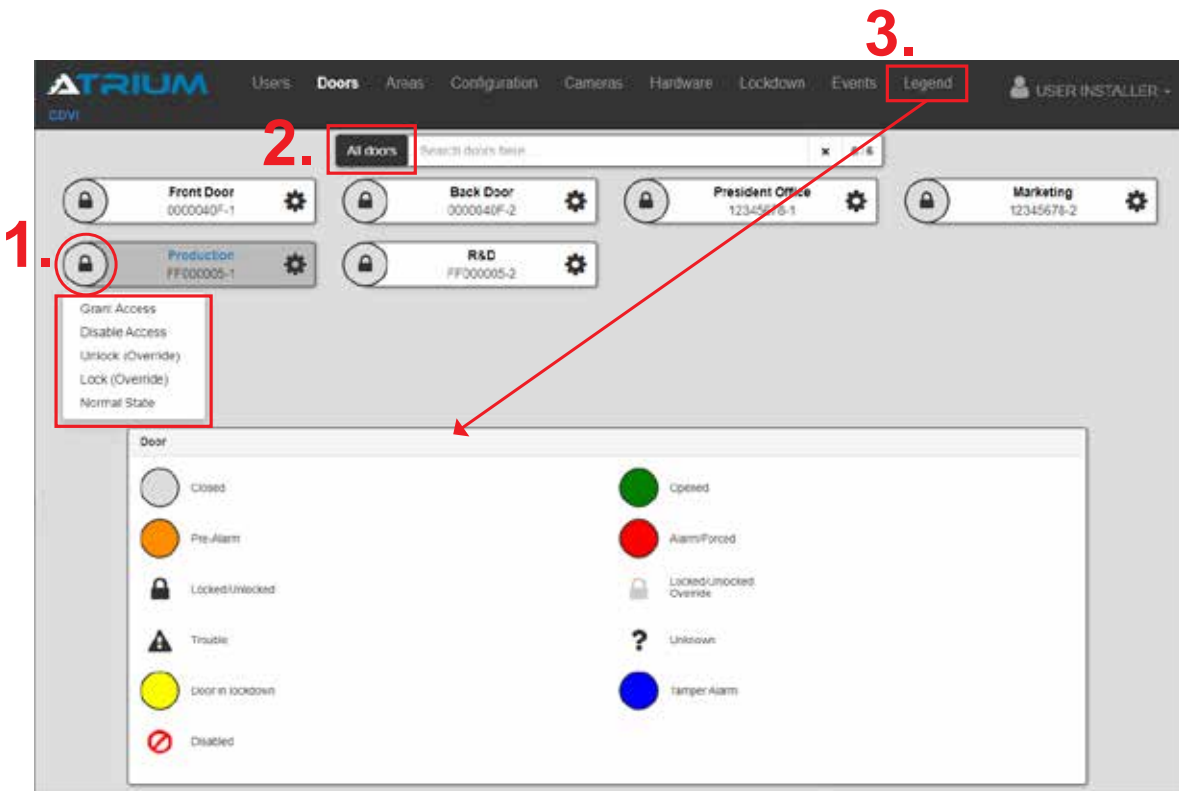 3.
ATRIUM
CDVI
Users Doors Areas Configuration Cameras Hardware Lockdown Events Legend USER INSTALLER
2.
All doors Search doors here... x 6 / 6
Front Door
0000040F-1
Back Door
0000040F-2
President Office
12345678-1
Marketing
12345678-2
1.
Production
FF000005-1
R&D
FF000005-2
Grant Access
Disable Access
Unlock (Override)
Lock (Override)
Normal State
Door
Closed
Opened
Pre-Alarm
Alarm/Forced
Locked/Unlocked
Locked/Unlocked
Override
Trouble
? Unknown
Door in lockdown
Tamper Alarm
Disabled